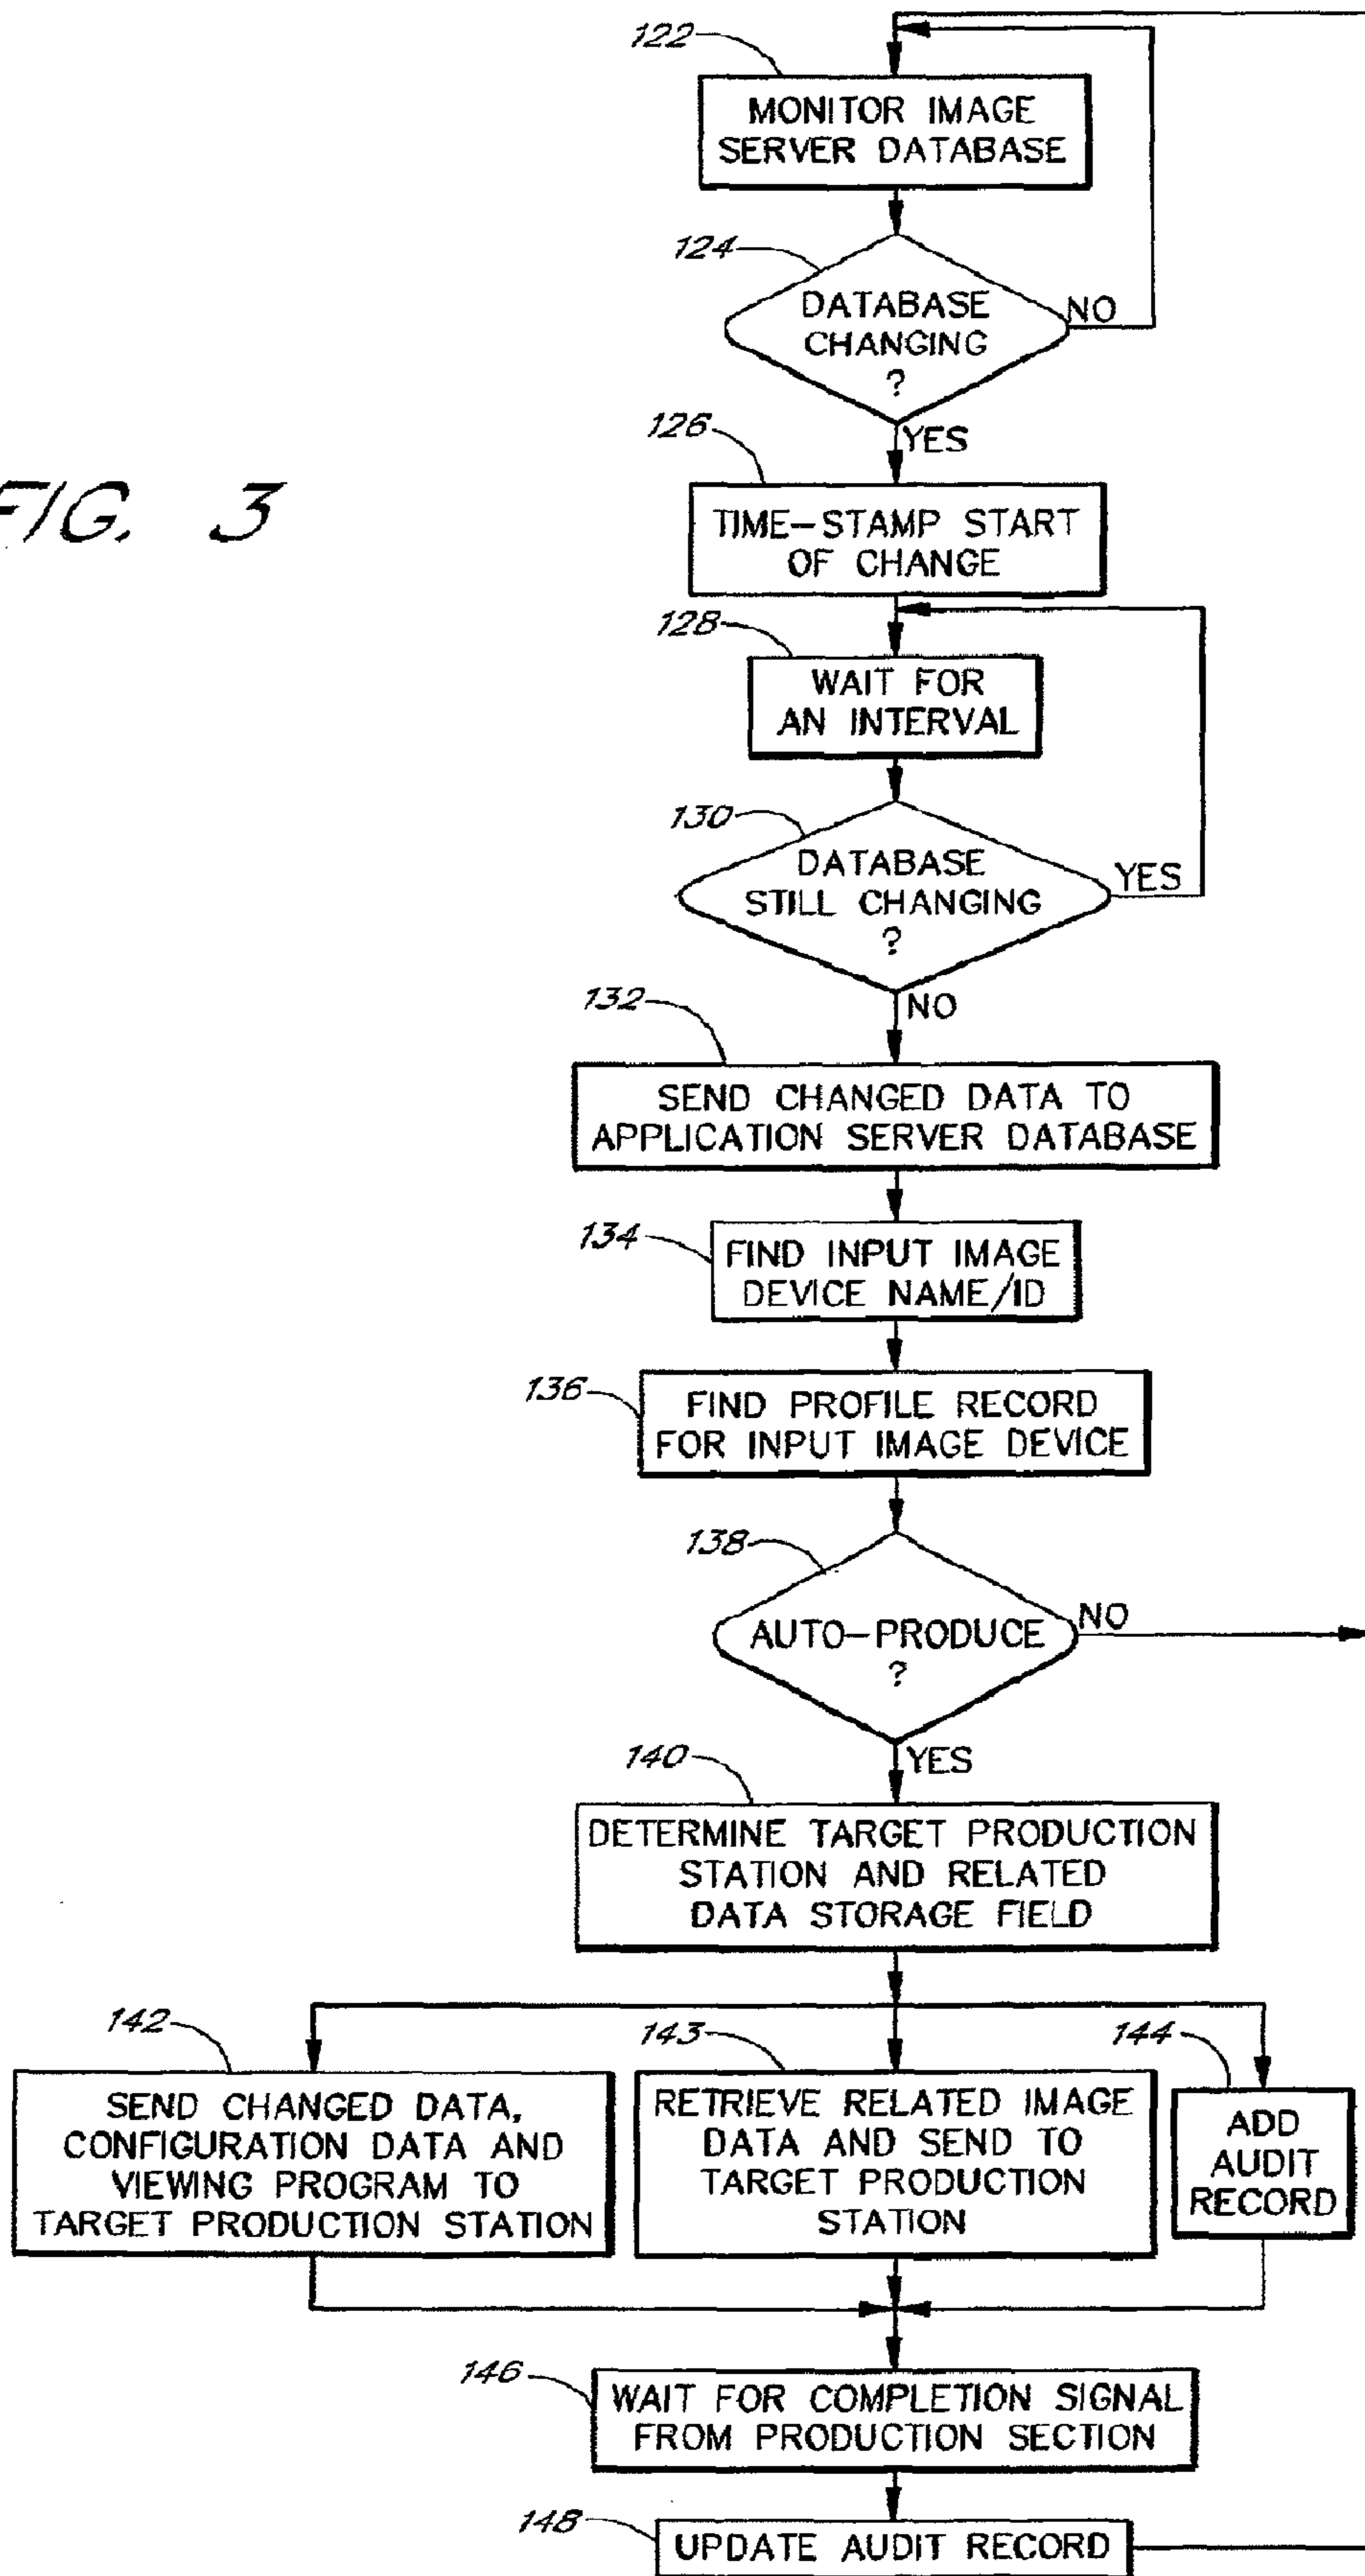 122
MONITOR IMAGE
SERVER DATABASE
124
DATABASE
CHANGING
?
NO
YES
126
FIG. 3
TIME-STAMP START
OF CHANGE
128
WAIT FOR
AN INTERVAL
130
DATABASE
STILL CHANGING
?
YES
NO
132
SEND CHANGED DATA TO
APPLICATION SERVER DATABASE
134
FIND INPUT IMAGE
DEVICE NAME/ID
136
FIND PROFILE RECORD
FOR INPUT IMAGE DEVICE
138
AUTO-PRODUCE
?
NO
YES
140
DETERMINE TARGET PRODUCTION
STATION AND RELATED
DATA STORAGE FIELD
142
SEND CHANGED DATA,
CONFIGURATION DATA AND
VIEWING PROGRAM TO
TARGET PRODUCTION STATION
143
RETRIEVE RELATED IMAGE
DATA AND SEND TO
TARGET PRODUCTION
STATION
144
ADD
AUDIT
RECORD
146
WAIT FOR COMPLETION SIGNAL
FROM PRODUCTION SECTION
148
UPDATE AUDIT RECORD